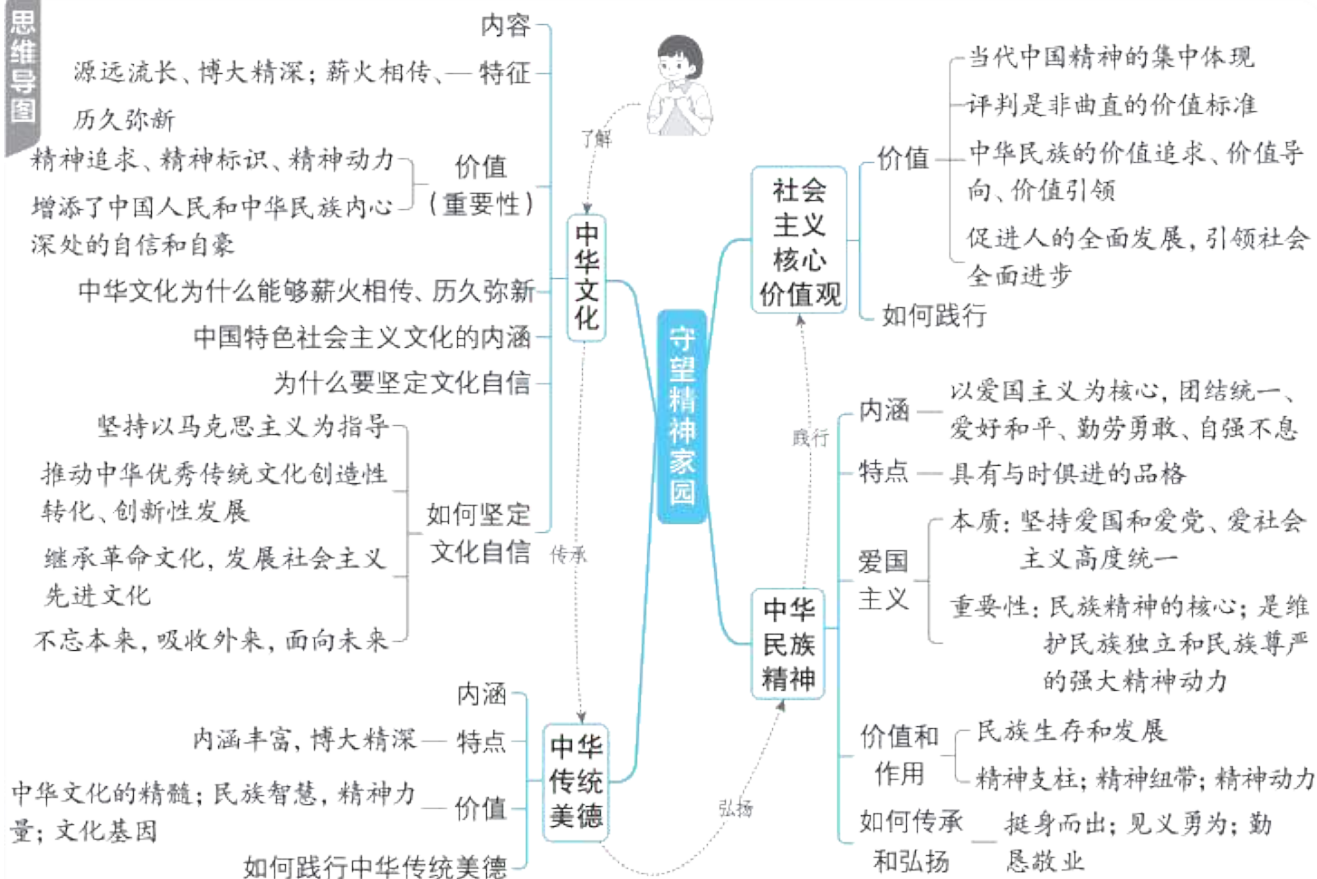 思维导图
内容
源远流长、博大精深；薪火相传、
历久弥新
特征
精神追求、精神标识、精神动力
增添了中国人民和中华民族内心
深处的自信和自豪
价值
（重要性）
中华文化为什么能够薪火相传、历久弥新
中国特色社会主义文化的内涵
为什么要坚定文化自信
坚持以马克思主义为指导
推动中华优秀传统文化创造性
转化、创新性发展
继承革命文化，发展社会主义
先进文化
不忘本来，吸收外来，面向未来
如何坚定
文化自信
中华文化
了解
传承
内涵
内涵丰富，博大精深
特点
中华文化的精髓；民族智慧，精神力
量；文化基因
价值
如何践行中华传统美德
中华
传统
美德
弘扬
守望精神家园
社会
主义
核心
价值观
价值
当代中国精神的集中体现
评判是非曲直的价值标准
中华民族的价值追求、价值导
向、价值引领
促进人的全面发展，引领社会
全面进步
如何践行
践行
中华
民族
精神
内涵
以爱国主义为核心，团结统一、
爱好和平、勤劳勇敢、自强不息
特点
具有与时俱进的品格
爱国
主义
本质：坚持爱国和爱党、爱社会
主义高度统一
重要性：民族精神的核心；是维
护民族独立和民族尊严
的强大精神动力
价值和
作用
民族生存和发展
精神支柱；精神纽带；精神动力
如何传承
和弘扬
挺身而出；见义勇为；勤
恳敬业